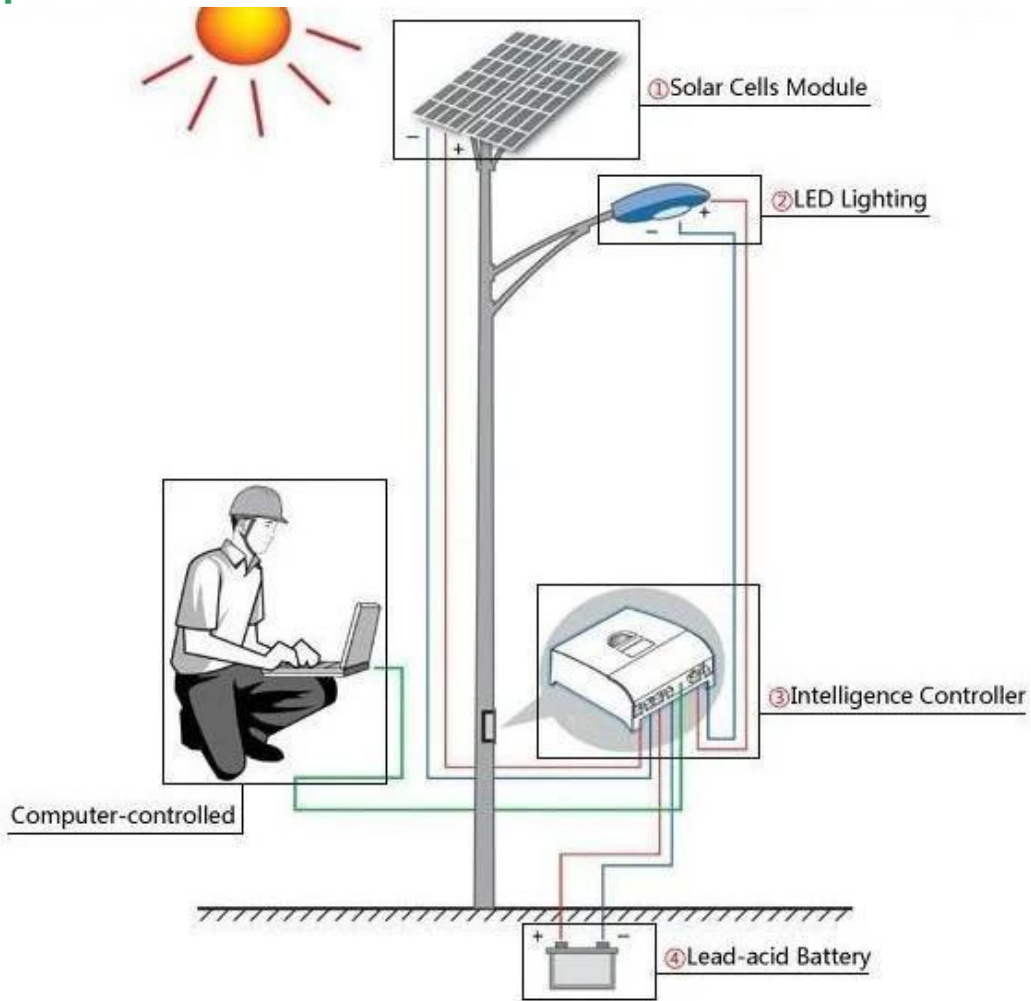 ①Solar Cells Module
−
+
②LED Lighting
+
−
③Intelligence Controller
Computer-controlled
+ −
④Lead-acid Battery